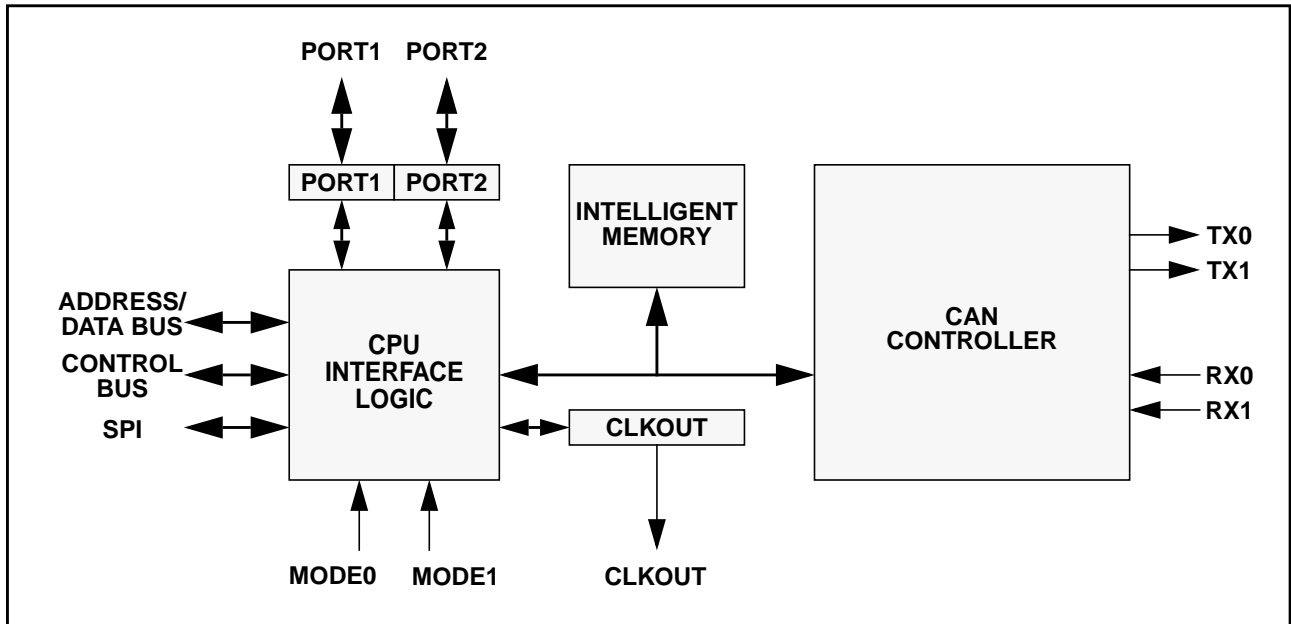 PORT1 PORT2
PORT1 PORT2
INTELLIGENT
MEMORY
ADDRESS/
DATA BUS
CONTROL
BUS
SPI
CPU
INTERFACE
LOGIC
CLKOUT
CAN
CONTROLLER
TX0
TX1
RX0
RX1
MODE0 MODE1
CLKOUT